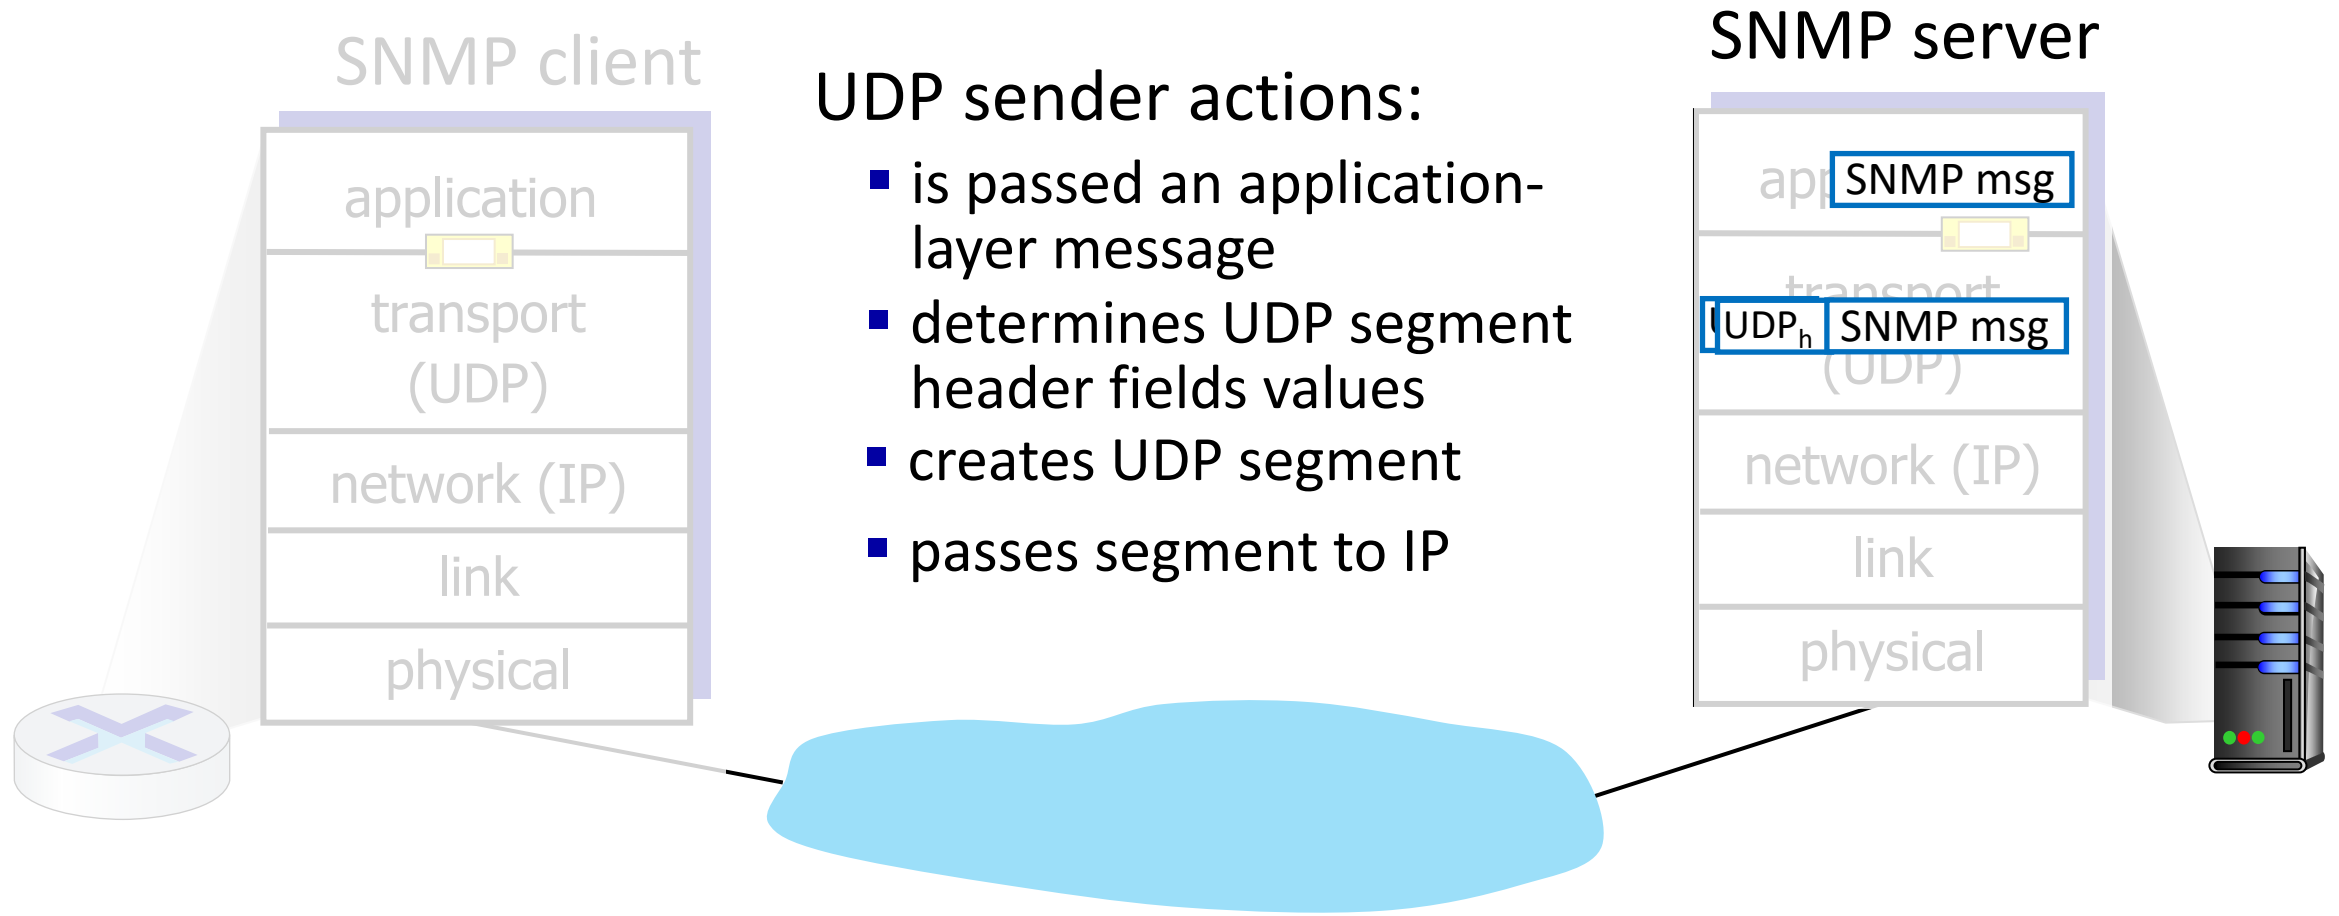 SNMP client
application
transport
(UDP)
network (IP)
link
physical
UDP sender actions:
▪ is passed an application-
layer message
▪ determines UDP segment
header fields values
▪ creates UDP segment
▪ passes segment to IP
SNMP server
SNMP msg
transport
UDPh SNMP msg
(UDP)
network (IP)
link
physical